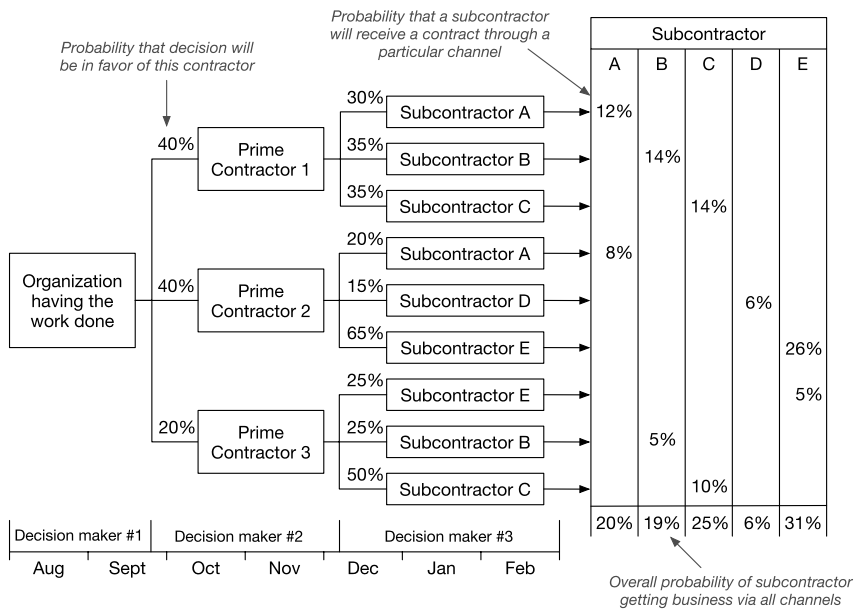 Probability that a subcontractor
will receive a contract through a
particular channel
Probability that decision will
be in favor of this contractor
Subcontractor
A B C D E
30% Subcontractor A 12%
40% Prime
Contractor 1
35% Subcontractor B 14%
35% Subcontractor C 14%
20% Subcontractor A 8%
Organization
having the
work done
40% Prime
Contractor 2
15% Subcontractor D 6%
65% Subcontractor E 26%
25% Subcontractor E 5%
20% Prime
Contractor 3
25% Subcontractor B 5%
50% Subcontractor C 10%
20% 19% 25% 6% 31%
Decision maker #1 Decision maker #2 Decision maker #3
Aug Sept Oct Nov Dec Jan Feb
Overall probability of subcontractor
getting business via all channels